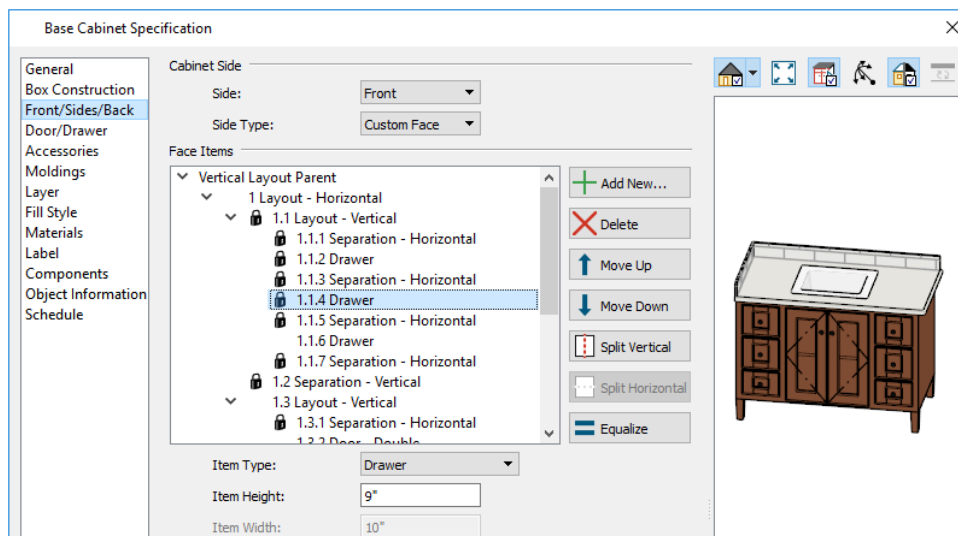 Base Cabinet Specification
General
Box Construction
Front/Sides/Back
Door/Drawer
Accessories
Moldings
Layer
Fill Style
Materials
Label
Components
Object Information
Schedule
Cabinet Side
Side: Front
Side Type: Custom Face
Face Items
Vertical Layout Parent
1 Layout - Horizontal
1.1 Layout - Vertical
1.1.1 Separation - Horizontal
1.1.2 Drawer
1.1.3 Separation - Horizontal
1.1.4 Drawer
1.1.5 Separation - Horizontal
1.1.6 Drawer
1.1.7 Separation - Horizontal
1.2 Separation - Vertical
1.3 Layout - Vertical
1.3.1 Separation - Horizontal
1.3.2 Door - Double
Add New...
Delete
Move Up
Move Down
Split Vertical
Split Horizontal
Equalize
Item Type: Drawer
Item Height: 9"
Item Width: 10"